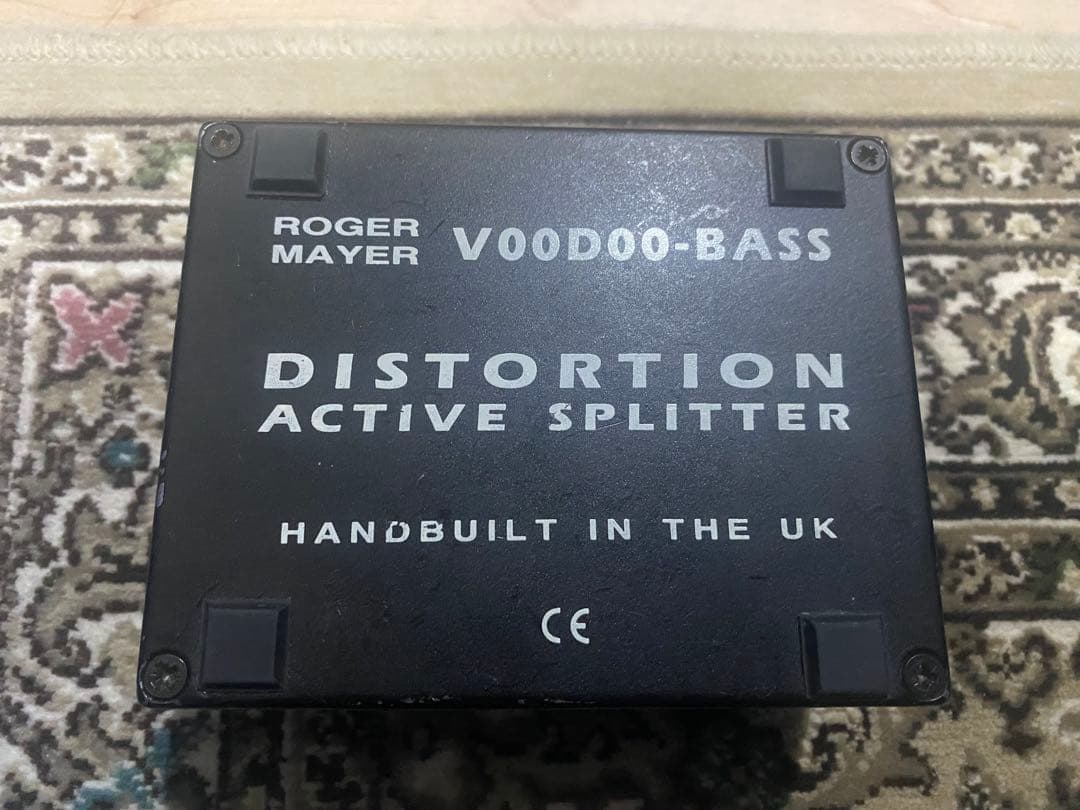 ROGER MAYER VOODOO-BASS
DISTORTION
ACTIVE SPLITTER
HANDBUILT IN THE UK
CE